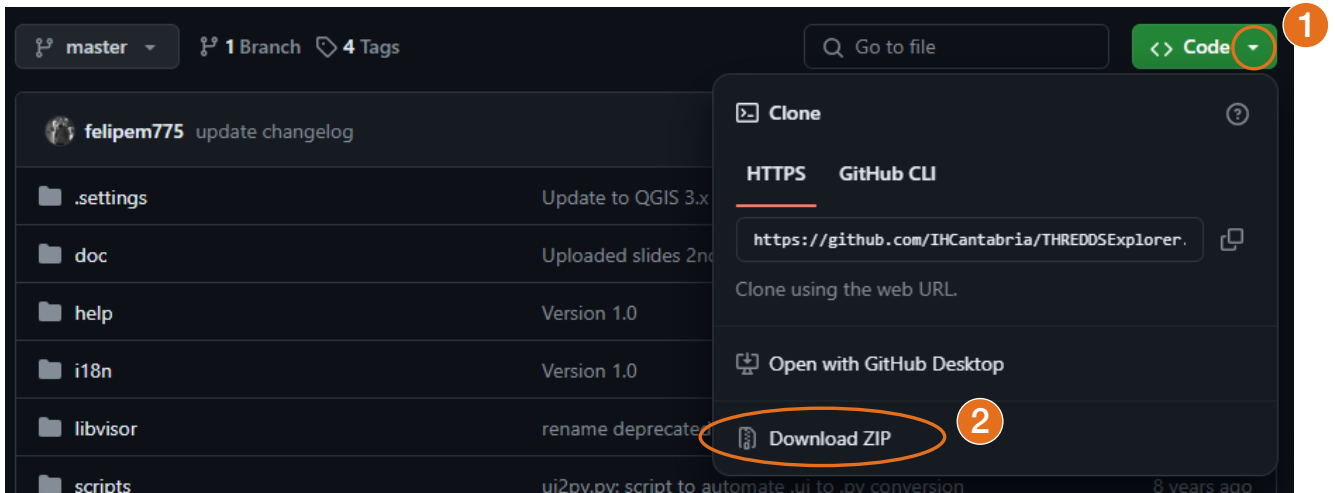 1
master 1 Branch 4 Tags Go to file <> Code
felipem775 update changelog
Clone
HTTPS GitHub CLI
.settings Update to QGIS 3.x
https://github.com/IHCantabria/THREDDSExplorer.
doc Uploaded slides 2nd
Clone using the web URL.
help Version 1.0
i18n Version 1.0
Open with GitHub Desktop
libvisor rename deprecated
Download ZIP 2
scripts ui2py.py: script to automate .ui to .py conversion 8 years ago